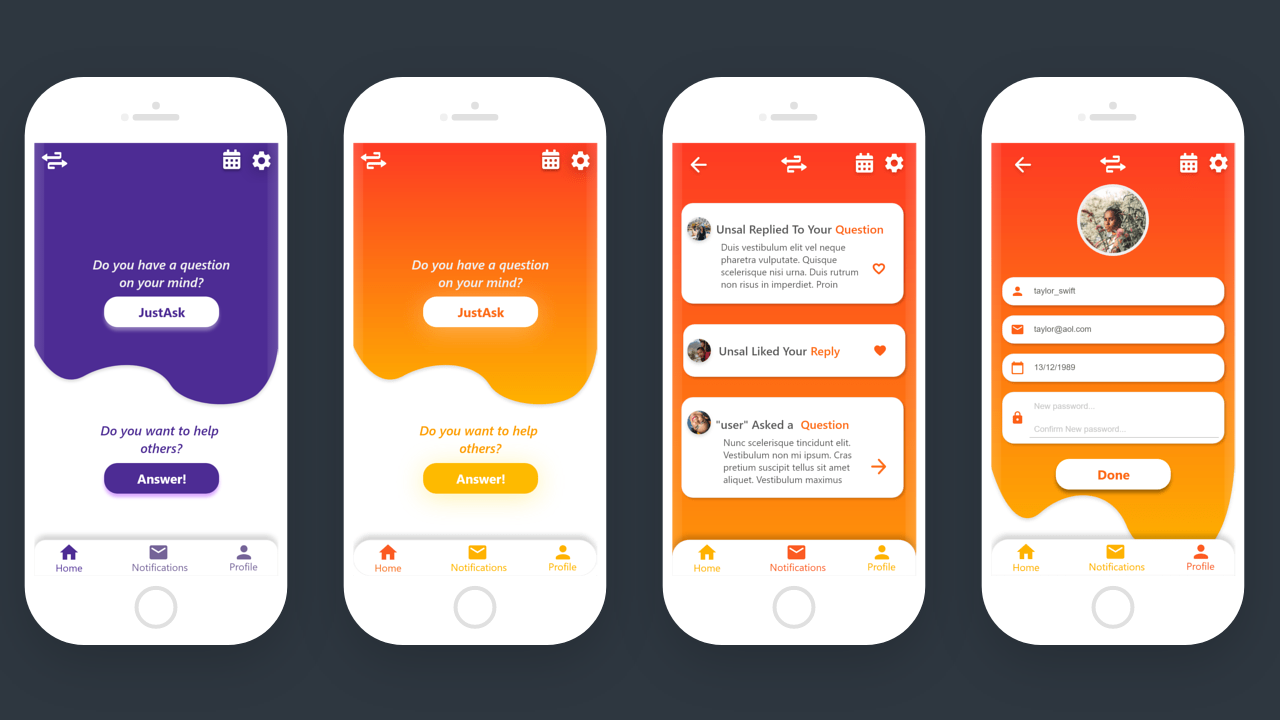 Do you have a question
on your mind?
JustAsk
Do you want to help
others?
Answer!
Home
Notifications
Profile
Do you have a question
on your mind?
JustAsk
Do you want to help
others?
Answer!
Home
Notifications
Profile
Unsal Replied To Your Question
Duis vestibulum elit vel neque
pharetra vulputate. Quisque
scelerisque nisi urna. Duis rutrum
non risus in imperdiet. Proin
Unsal Liked Your Reply
"user" Asked a Question
Nunc scelerisque tincidunt elit.
Vestibulum non mi ipsum. Cras
pretium suscipit tellus sit amet
aliquet. Vestibulum maximus
Home
Notifications
Profile
taylor_swift
taylor@aol.com
13/12/1989
New password...
Confirm New password...
Done
Home
Notifications
Profile